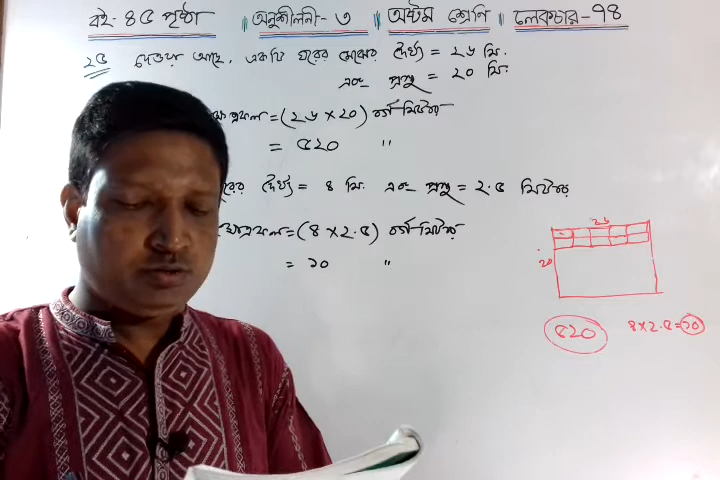 বই- ৪৫ পৃষ্ঠা | অনুশীলনী- ৩ | অষ্টম শ্রেণি | লেকচার-৭৪
২৫ দেওয়া আছে, একটি ঘরের মেঝের দৈর্ঘ্য = ২৬ মি.
এবং প্রস্থ = ২০ মি.
= (২৬ × ২০) বর্গমিটার
= ৫২০ "
দৈর্ঘ্য = ৪ মি. এবং প্রস্থ = ২.৫ মিটার
= (৪ × ২.৫) বর্গমিটার
= ১০ "
২৬
২০
৫২০ ৪×২.৫=১০